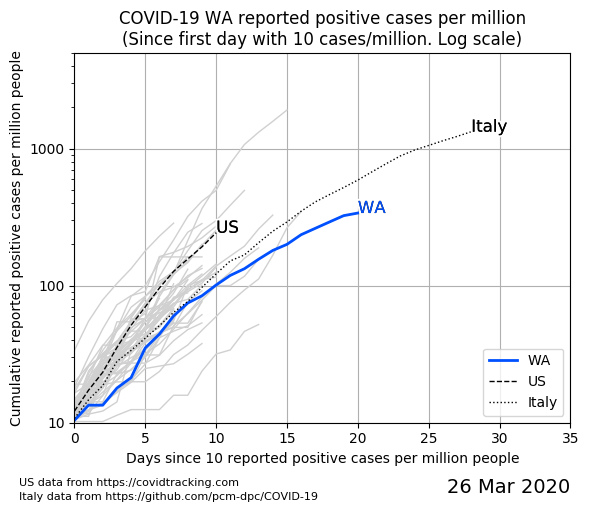 COVID-19 WA reported positive cases per million
(Since first day with 10 cases/million. Log scale)
Cumulative reported positive cases per million people
1000
100
10
Italy
WA
US
WA
US
Italy
0 5 10 15 20 25 30 35
Days since 10 reported positive cases per million people
US data from https://covidtracking.com
Italy data from https://github.com/pcm-dpc/COVID-19
26 Mar 2020